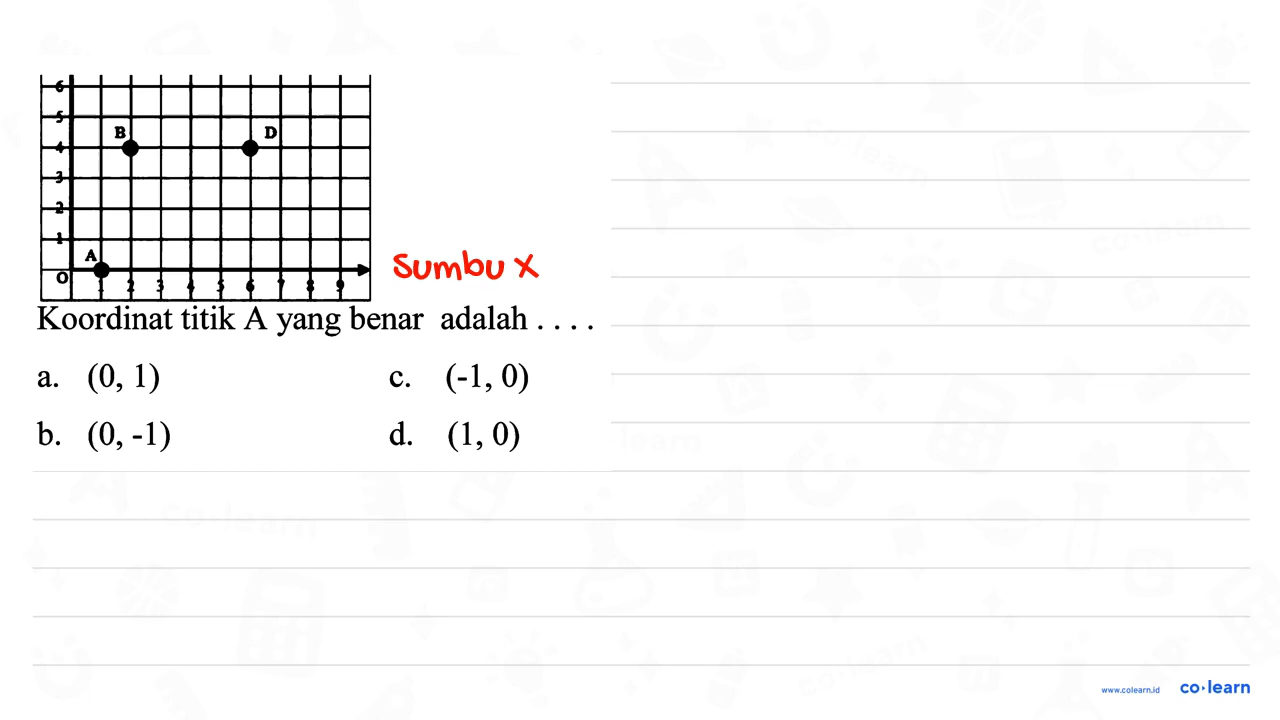 6
5
B D
4
3
2
1
A
O 1 2 3 4 5 6 7 8 9
Sumbu X
Koordinat titik A yang benar adalah . . . .
a. (0, 1) c. (-1, 0)
b. (0, -1) d. (1, 0)
www.colearn.id co·learn